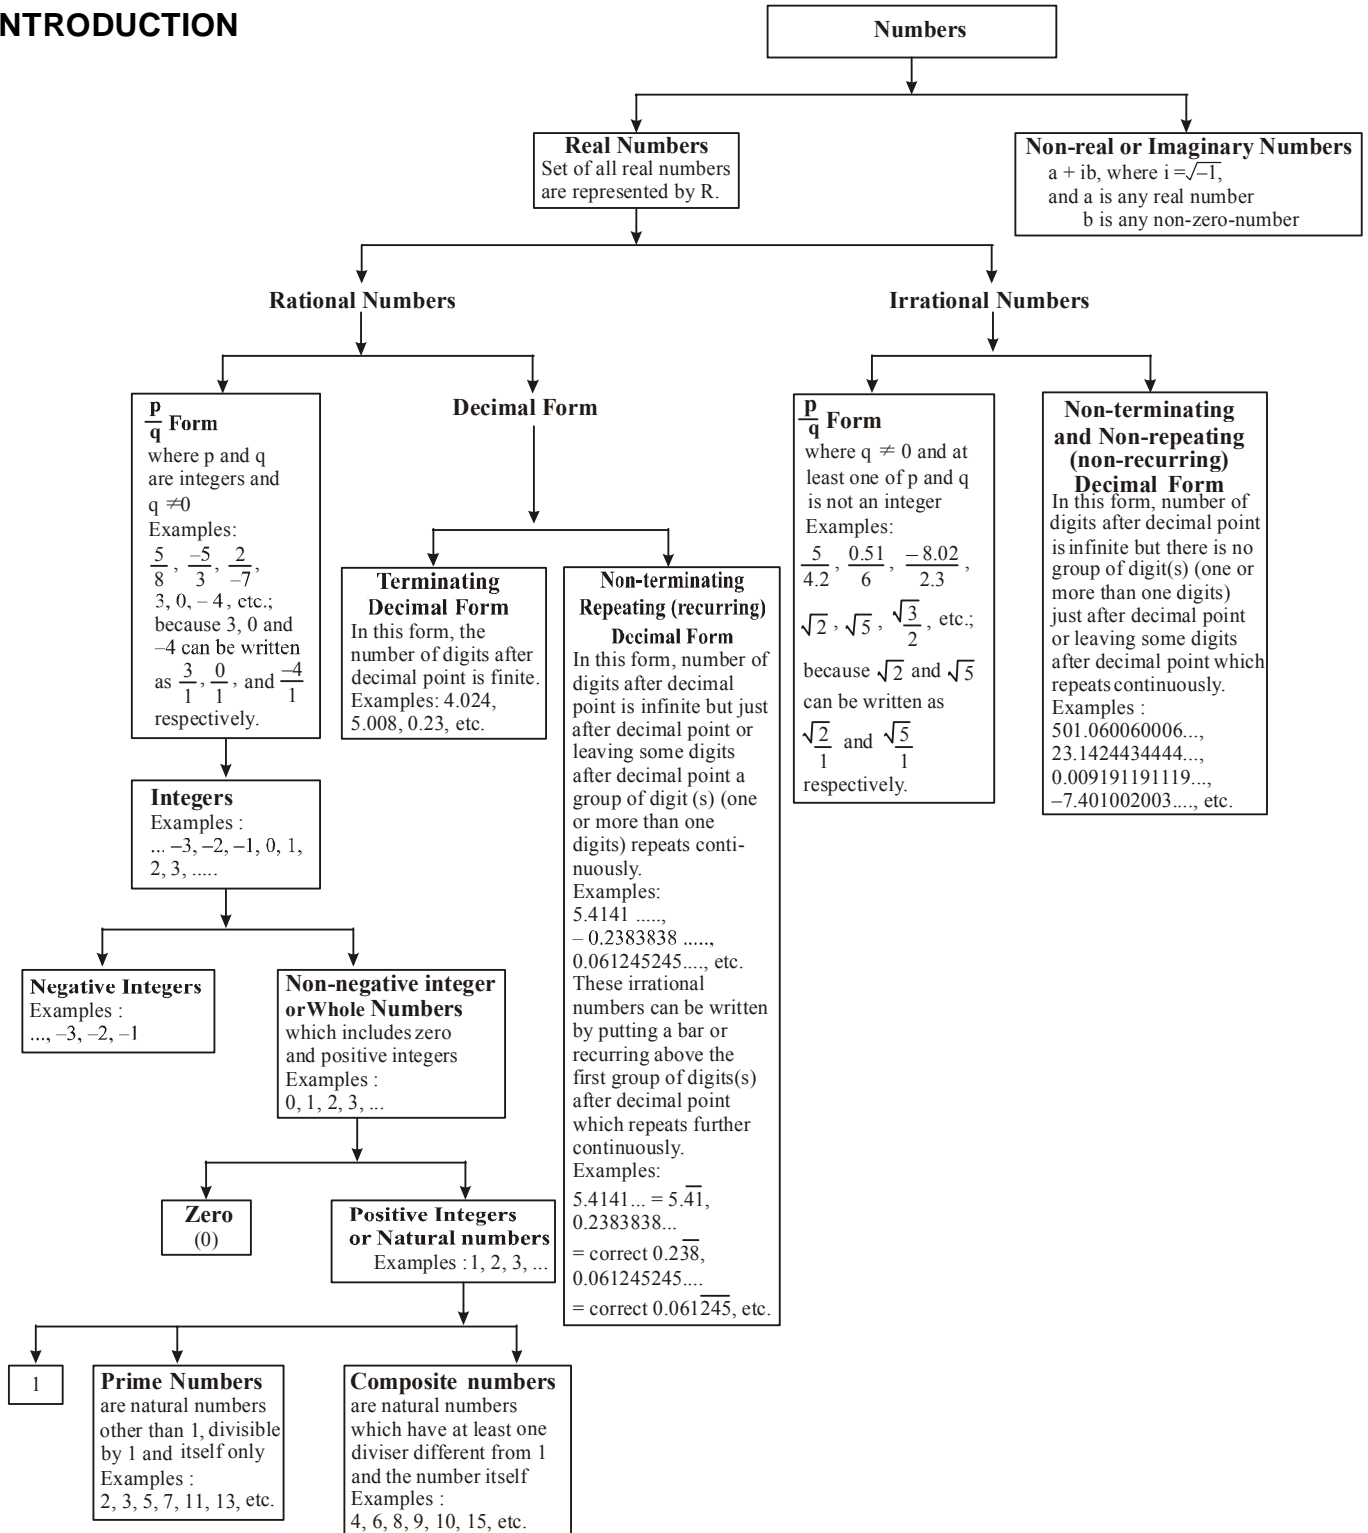 NTRODUCTION
Numbers
Real Numbers
Set of all real numbers
are represented by R.
Non-real or Imaginary Numbers
a + ib, where i = √–1,
and a is any real number
b is any non-zero-number
Rational Numbers
Irrational Numbers
p/q Form
where p and q
are integers and
q ≠0
Examples:
5/8 , –5/3 , 2/–7 ,
3, 0, – 4 , etc.;
because 3, 0 and
–4 can be written
as 3/1 , 0/1 , and –4/1
respectively.
Decimal Form
Terminating
Decimal Form
In this form, the
number of digits after
decimal point is finite.
Examples: 4.024,
5.008, 0.23, etc.
Non-terminating
Repeating (recurring)
Decimal Form
In this form, number of
digits after decimal
point is infinite but just
after decimal point or
leaving some digits
after decimal point a
group of digit (s) (one
or more than one
digits) repeats conti-
nuously.
Examples:
5.4141 .....,
– 0.2383838 .....,
0.061245245...., etc.
These irrational
numbers can be written
by putting a bar or
recurring above the
first group of digits(s)
after decimal point
which repeats further
continuously.
Examples:
5.4141... = 5.4̅1̅,
0.2383838...
= correct 0.23̅8̅,
0.061245245....
= correct 0.0612̅4̅5̅, etc.
p/q Form
where q ≠ 0 and at
least one of p and q
is not an integer
Examples:
5/4.2 , 0.51/6 , – 8.02/2.3 ,
√2 , √5 , √3/2 , etc.;
because √2 and √5
can be written as
√2/1 and √5/1
respectively.
Non-terminating
and Non-repeating
(non-recurring)
Decimal Form
In this form, number of
digits after decimal point
is infinite but there is no
group of digit(s) (one or
more than one digits)
just after decimal point
or leaving some digits
after decimal point which
repeats continuously.
Examples :
501.060060006...,
23.1424434444...,
0.009191191119...,
–7.401002003...., etc.
Integers
Examples :
... –3, –2, –1, 0, 1,
2, 3, .....
Negative Integers
Examples :
..., –3, –2, –1
Non-negative integer
or Whole Numbers
which includes zero
and positive integers
Examples :
0, 1, 2, 3, ...
Zero
(0)
Positive Integers
or Natural numbers
Examples : 1, 2, 3, ...
1
Prime Numbers
are natural numbers
other than 1, divisible
by 1 and itself only
Examples :
2, 3, 5, 7, 11, 13, etc.
Composite numbers
are natural numbers
which have at least one
diviser different from 1
and the number itself
Examples :
4, 6, 8, 9, 10, 15, etc.